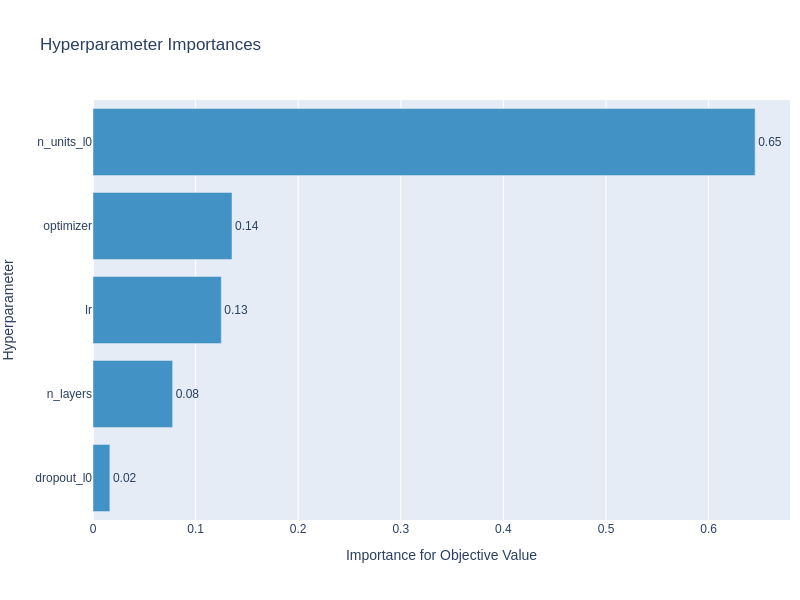 Hyperparameter Importances
Hyperparameter
n_units_l0 0.65
optimizer 0.14
lr 0.13
n_layers 0.08
dropout_l0 0.02
0 0.1 0.2 0.3 0.4 0.5 0.6
Importance for Objective Value